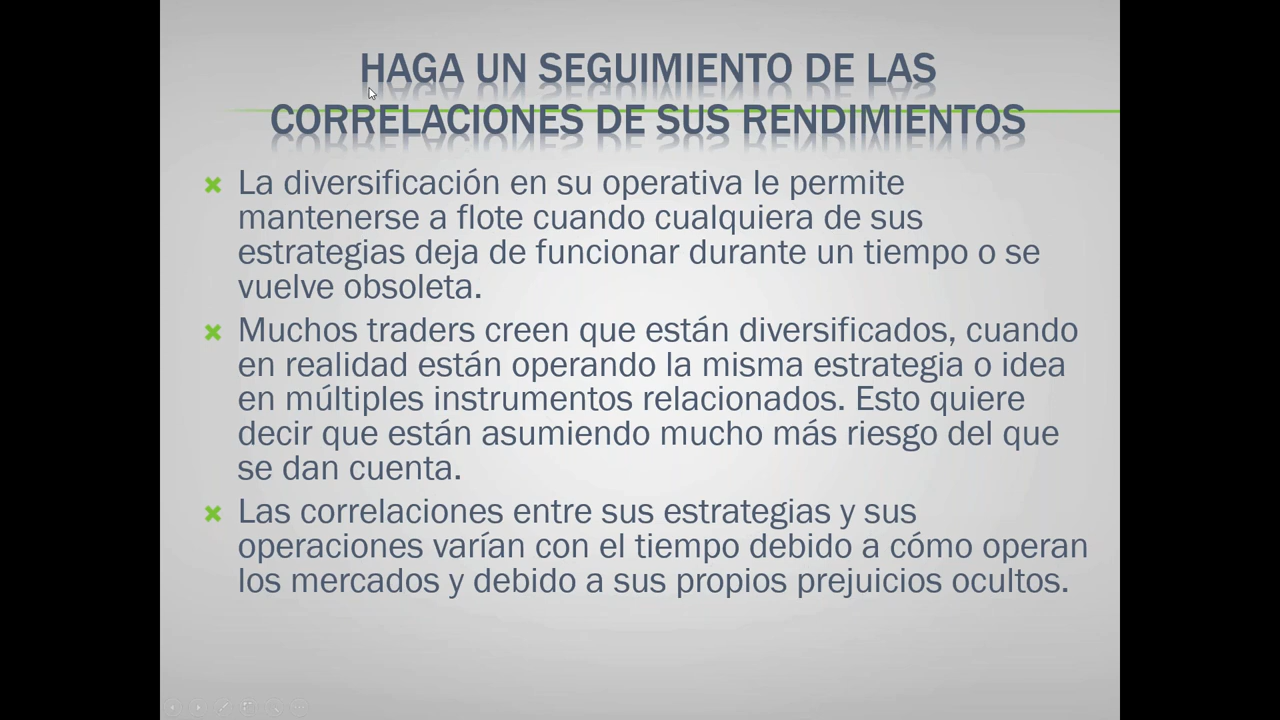 HAGA UN SEGUIMIENTO DE LAS
CORRELACIONES DE SUS RENDIMIENTOS
La diversificación en su operativa le permite
mantenerse a flote cuando cualquiera de sus
estrategias deja de funcionar durante un tiempo o se
vuelve obsoleta.
Muchos traders creen que están diversificados, cuando
en realidad están operando la misma estrategia o idea
en múltiples instrumentos relacionados. Esto quiere
decir que están asumiendo mucho más riesgo del que
se dan cuenta.
Las correlaciones entre sus estrategias y sus
operaciones varían con el tiempo debido a cómo operan
los mercados y debido a sus propios prejuicios ocultos.